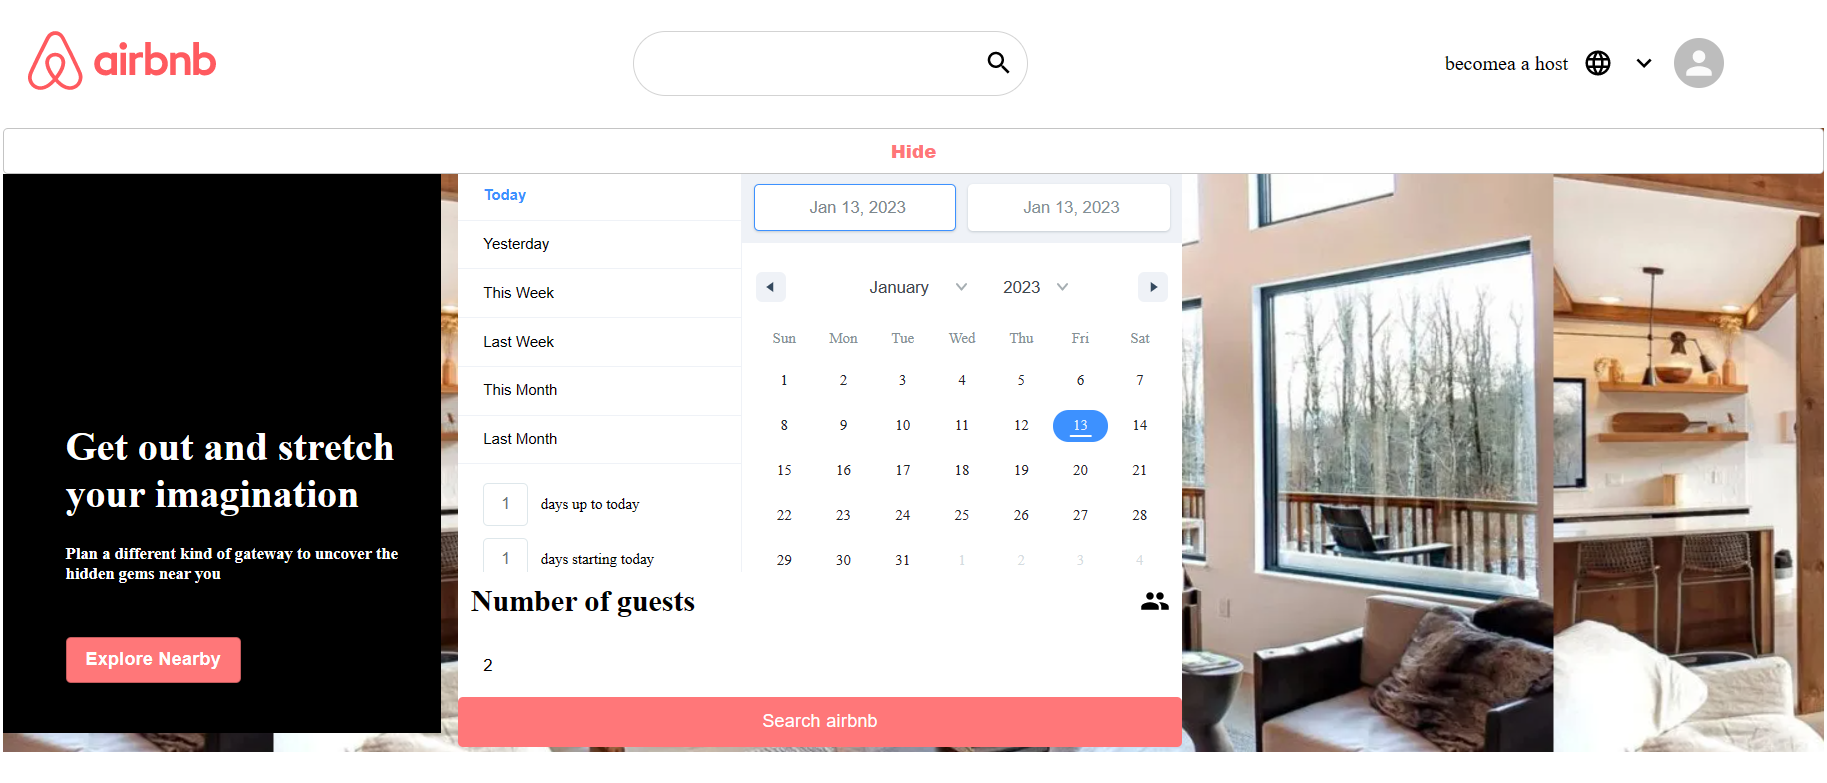 airbnb
becomea a host
Hide
Today
Yesterday
This Week
Last Week
This Month
Last Month
1 days up to today
1 days starting today
Jan 13, 2023 Jan 13, 2023
January 2023
Sun Mon Tue Wed Thu Fri Sat
1 2 3 4 5 6 7
8 9 10 11 12 13 14
15 16 17 18 19 20 21
22 23 24 25 26 27 28
29 30 31 1 2 3 4
Get out and stretch
your imagination
Plan a different kind of gateway to uncover the
hidden gems near you
Explore Nearby
Number of guests
2
Search airbnb